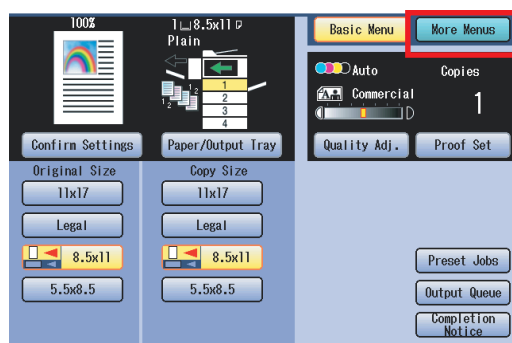 100%
1 8.5x11
Plain
1
2
3
4
1 2
Confirm Settings
Paper/Output Tray
Basic Menu
More Menus
Auto
Copies
Commercial
1
Quality Adj.
Proof Set
Original Size
Copy Size
11x17
11x17
Legal
Legal
8.5x11
8.5x11
5.5x8.5
5.5x8.5
Preset Jobs
Output Queue
Completion
Notice